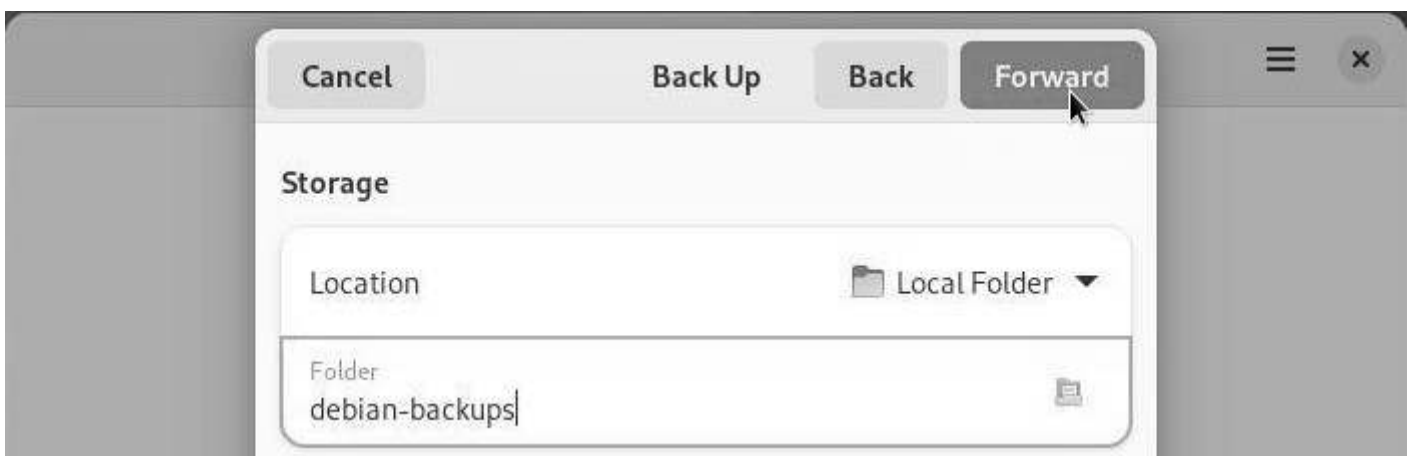 Cancel Back Up Back Forward
Storage
Location Local Folder
Folder
debian-backups